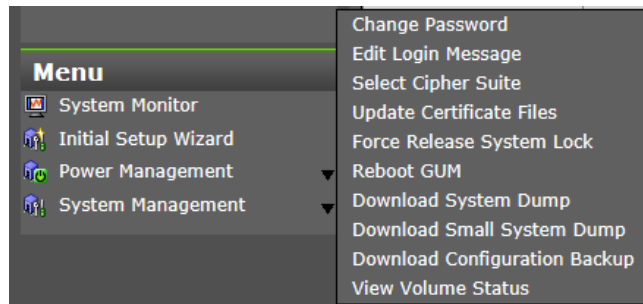 Menu
System Monitor
Initial Setup Wizard
Power Management
System Management
Change Password
Edit Login Message
Select Cipher Suite
Update Certificate Files
Force Release System Lock
Reboot GUM
Download System Dump
Download Small System Dump
Download Configuration Backup
View Volume Status